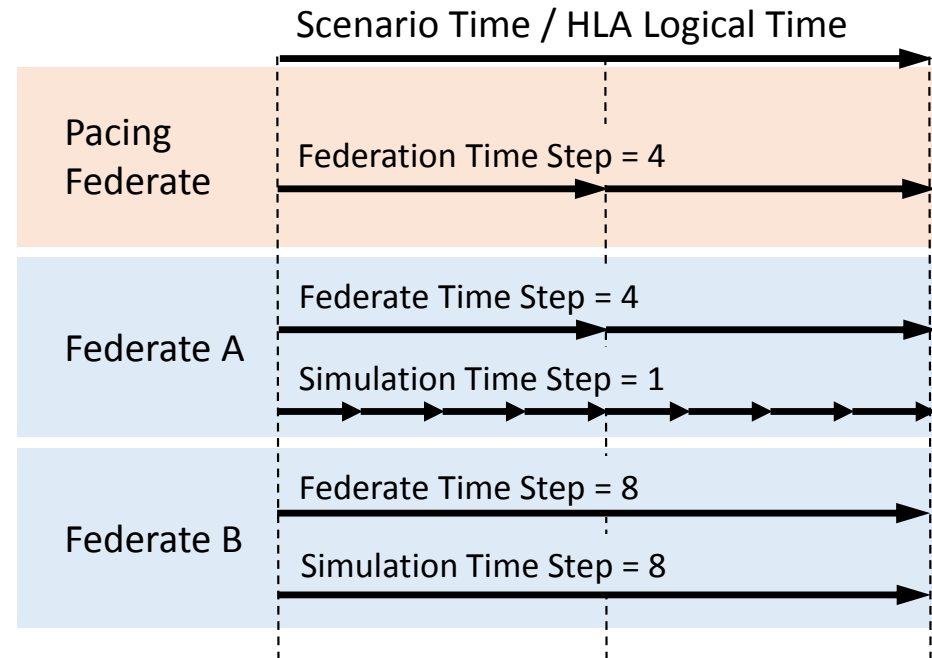 Scenario Time / HLA Logical Time
Pacing
Federate
Federation Time Step = 4
Federate A
Federate Time Step = 4
Simulation Time Step = 1
Federate B
Federate Time Step = 8
Simulation Time Step = 8